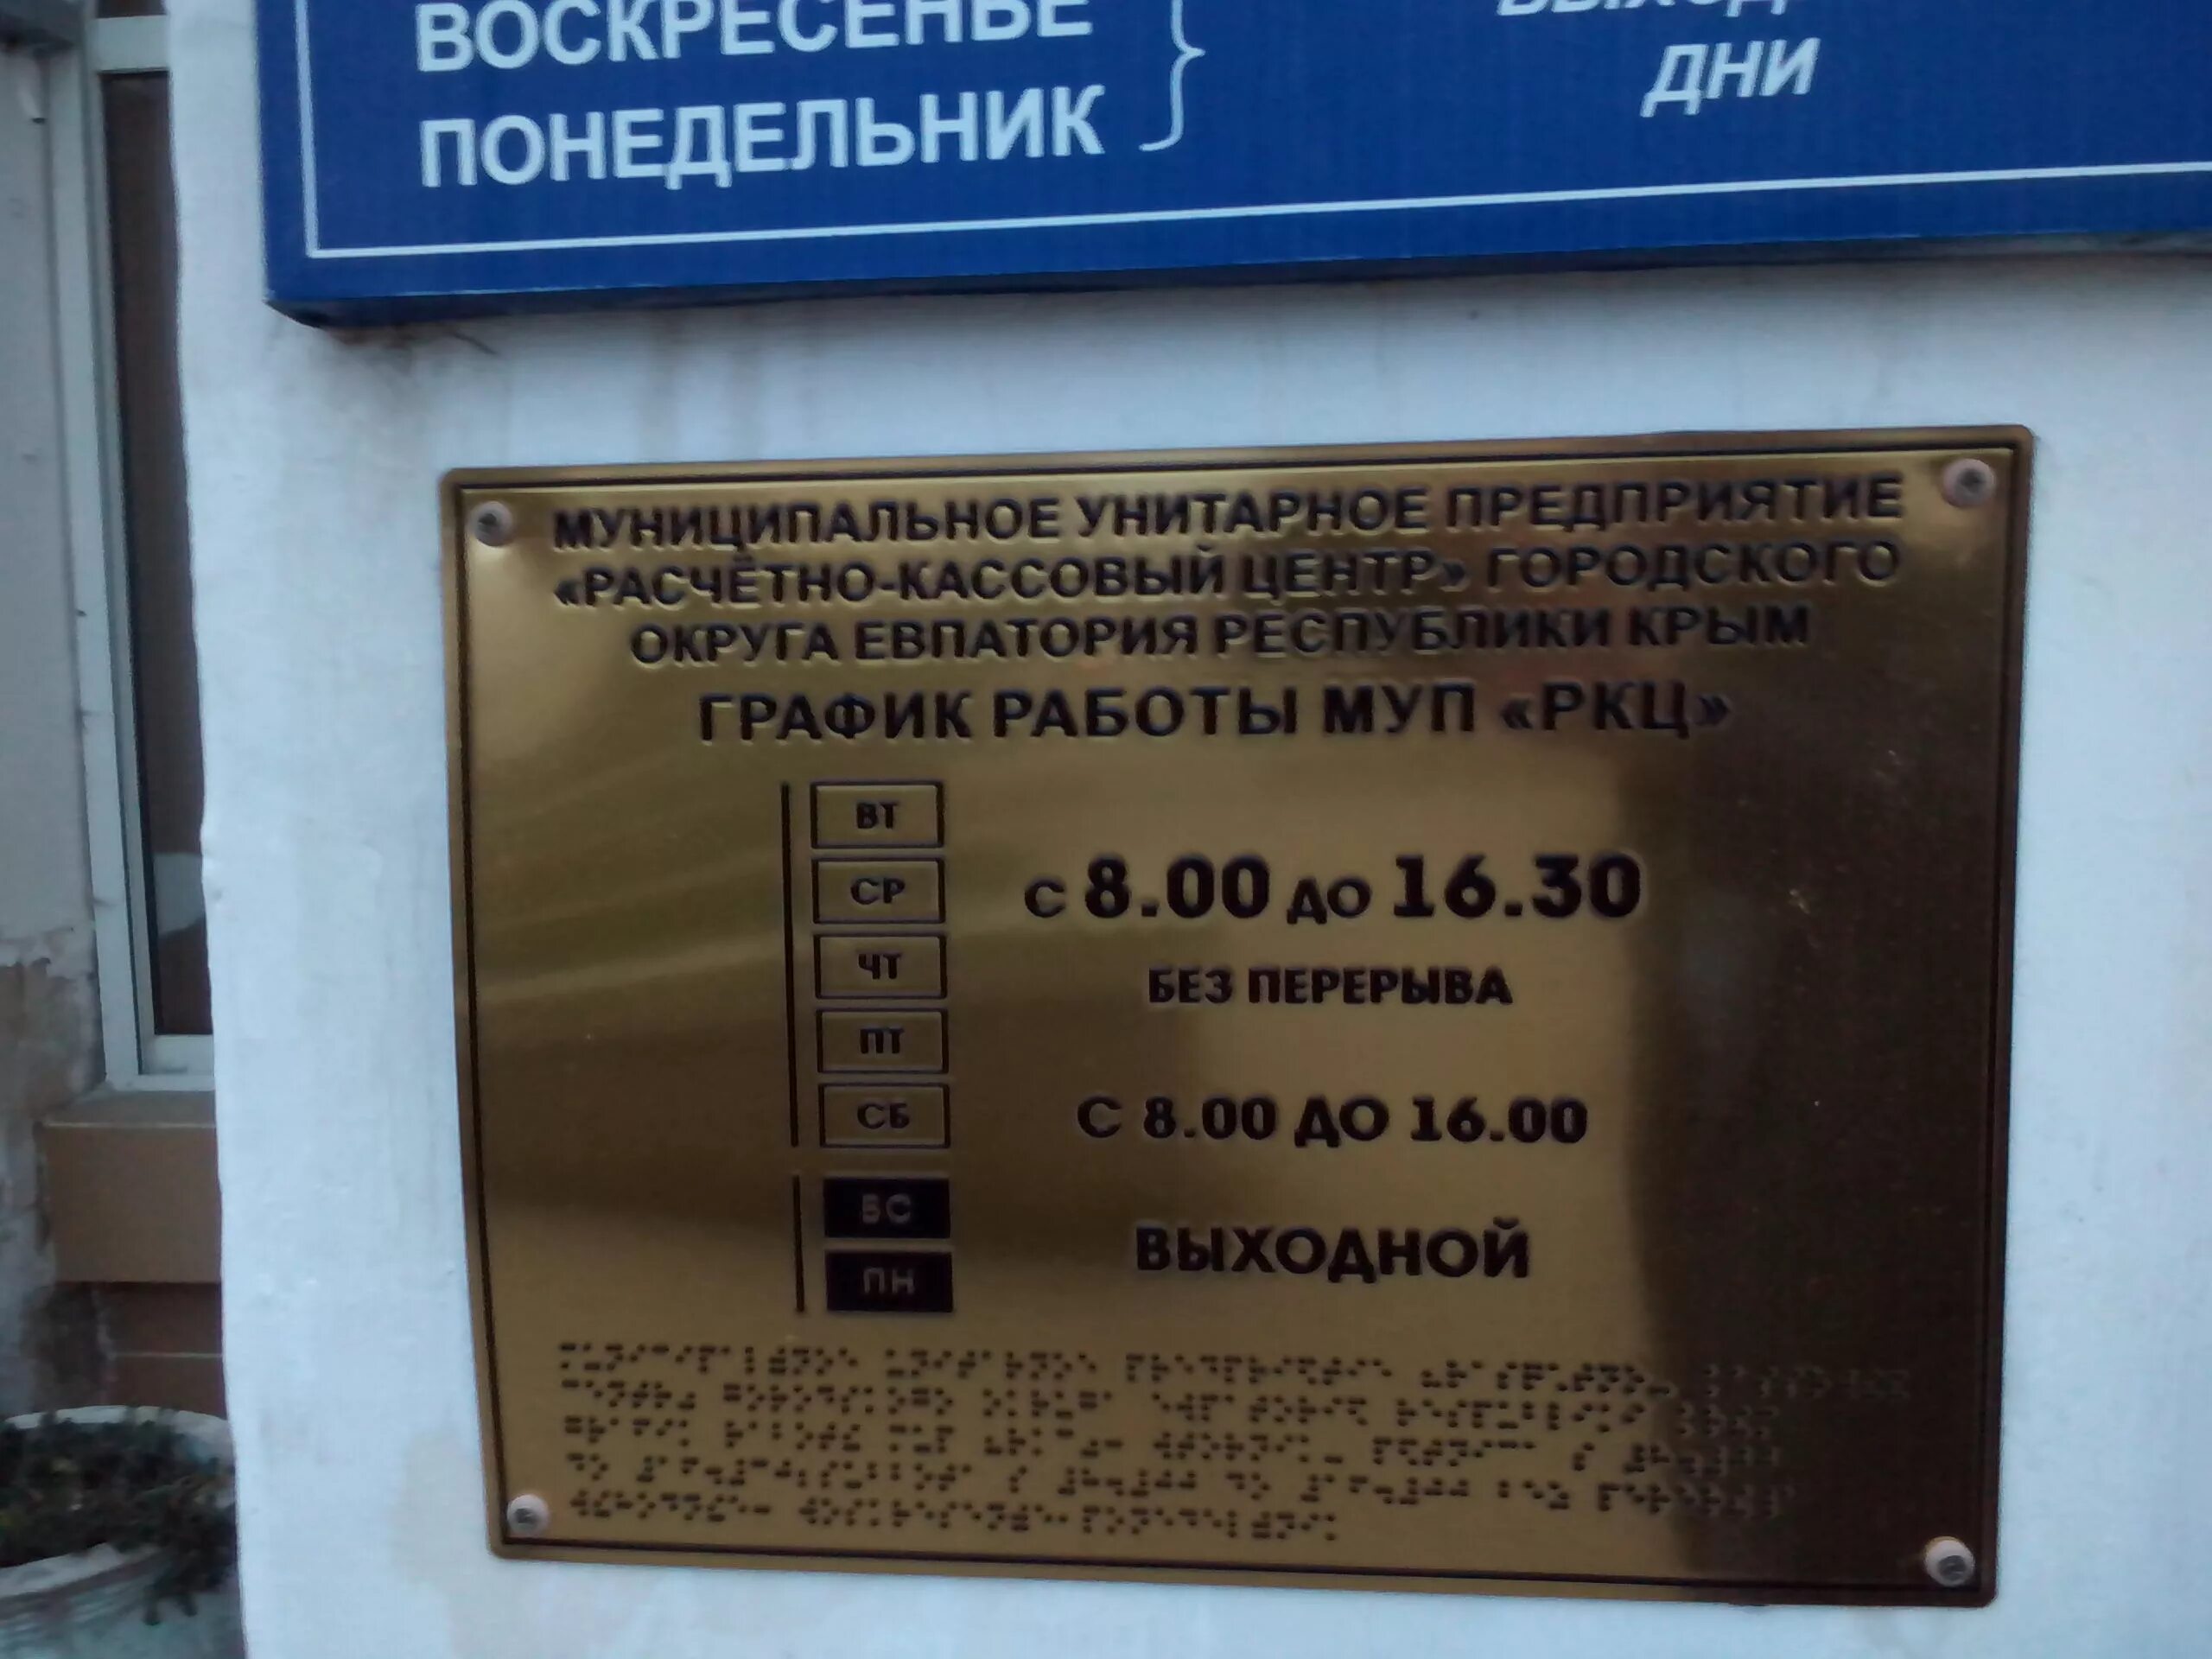 ВОСКРЕСЕНЬЕ
ПОНЕДЕЛЬНИК
ДНИ
МУНИЦИПАЛЬНОЕ УНИТАРНОЕ ПРЕДПРИЯТИЕ
«РАСЧЁТНО-КАССОВЫЙ ЦЕНТР» ГОРОДСКОГО
ОКРУГА ЕВПАТОРИЯ РЕСПУБЛИКИ КРЫМ
ГРАФИК РАБОТЫ МУП «РКЦ»
ВТ
СР
ЧТ
ПТ
С 8.00 ДО 16.30
БЕЗ ПЕРЕРЫВА
СБ
С 8.00 ДО 16.00
ВС
ПН
ВЫХОДНОЙ